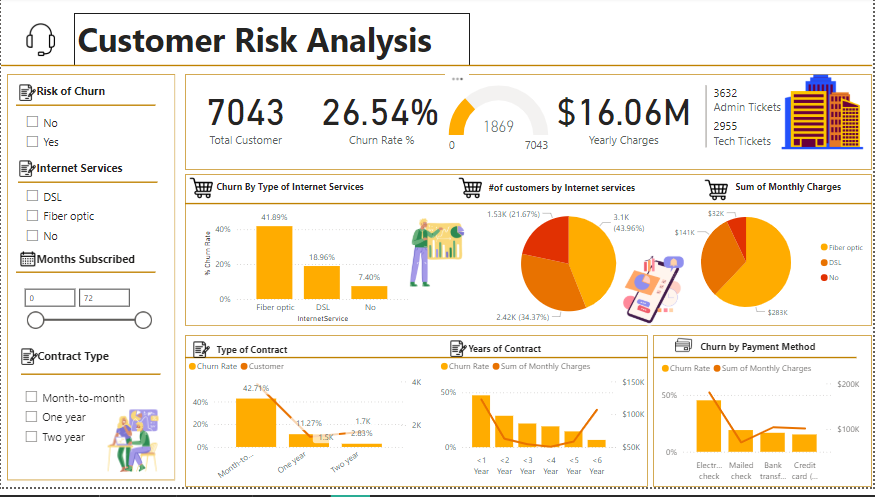 Customer Risk Analysis
Risk of Churn
No
Yes
Internet Services
DSL
Fiber optic
No
Months Subscribed
0 72
Contract Type
Month-to-month
One year
Two year
7043
Total Customer
26.54%
Churn Rate %
1869
0 7043
$16.06M
Yearly Charges
3632
Admin Tickets
2955
Tech Tickets
Churn By Type of Internet Services
% Churn Rate
40%
20%
0%
41.89%
18.96%
7.40%
Fiber optic DSL No
InternetService
#of customers by Internet services
1.53K (21.67%)
3.1K
(43.96%)
2.42K (34.37%)
Sum of Monthly Charges
$32K
$141K
$283K
Fiber optic
DSL
No
Type of Contract
Churn Rate Customer
40%
20%
0%
42.71%
11.27%
1.5K
1.7K
2.83%
4K
2K
Month-to-...
One year
Two year
Years of Contract
Churn Rate Sum of Monthly Charges
50%
0%
$150K
$100K
$50K
<1 <2 <3 <4 <5 <6
Year Year Year Year Year Year
Churn by Payment Method
Churn Rate Sum of Monthly Charges
50%
0%
$200K
$100K
Electr... Mailed Bank Credit
check check transf... card (...